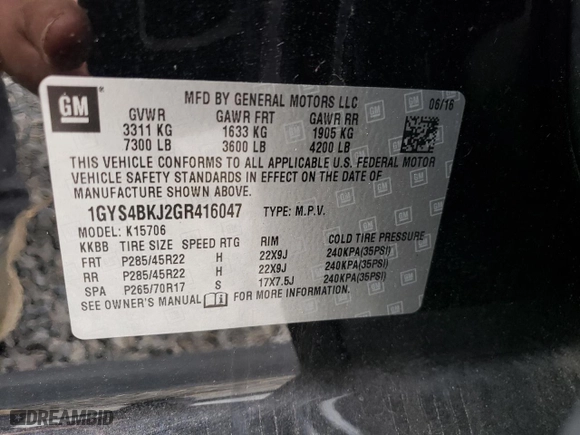 GM
MFD BY GENERAL MOTORS LLC
06/16
GVWR GAWR FRT GAWR RR
3311 KG 1633 KG 1905 KG
7300 LB 3600 LB 4200 LB
THIS VEHICLE CONFORMS TO ALL APPLICABLE U.S. FEDERAL MOTOR
VEHICLE SAFETY STANDARDS IN EFFECT ON THE DATE OF
MANUFACTURE SHOWN ABOVE.
1GYS4BKJ2GR416047 TYPE: M.P.V.
MODEL: K15706
KKBB TIRE SIZE SPEED RTG RIM COLD TIRE PRESSURE
FRT P285/45R22 H 22X9J 240KPA(35PSI)
RR P285/45R22 H 22X9J 240KPA(35PSI)
SPA P265/70R17 S 17X7.5J 240KPA(35PSI)
SEE OWNER'S MANUAL FOR MORE INFORMATION
DREAMBID